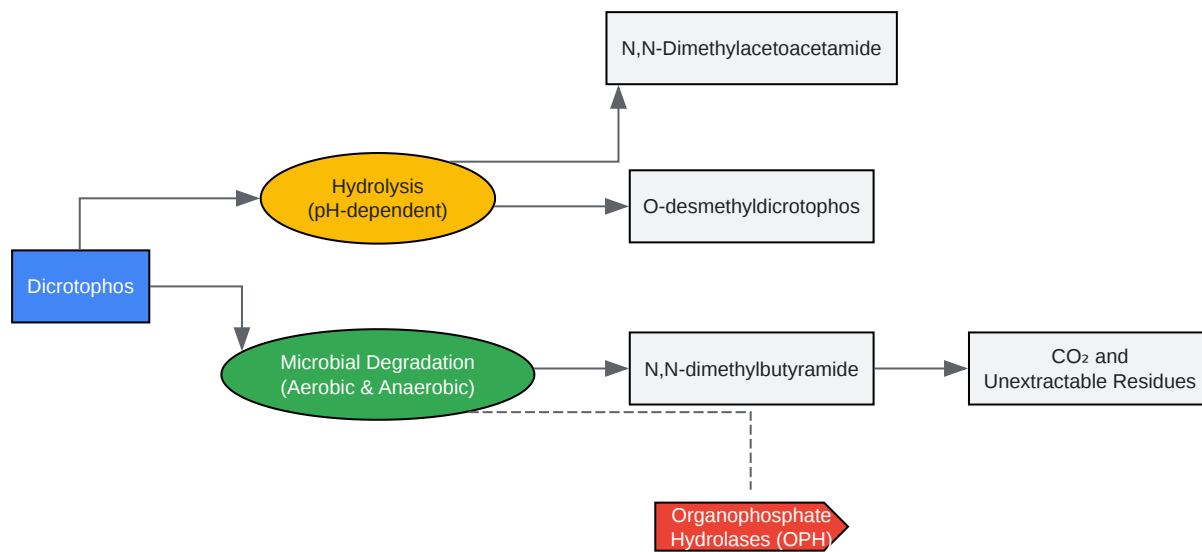 N,N-Dimethylacetoacetamide
Hydrolysis
(pH-dependent)
O-desmethyldicrotophos
Dicrotophos
Microbial Degradation
(Aerobic & Anaerobic)
N,N-dimethylbutyramide
CO₂ and
Unextractable Residues
Organophosphate
Hydrolases (OPH)